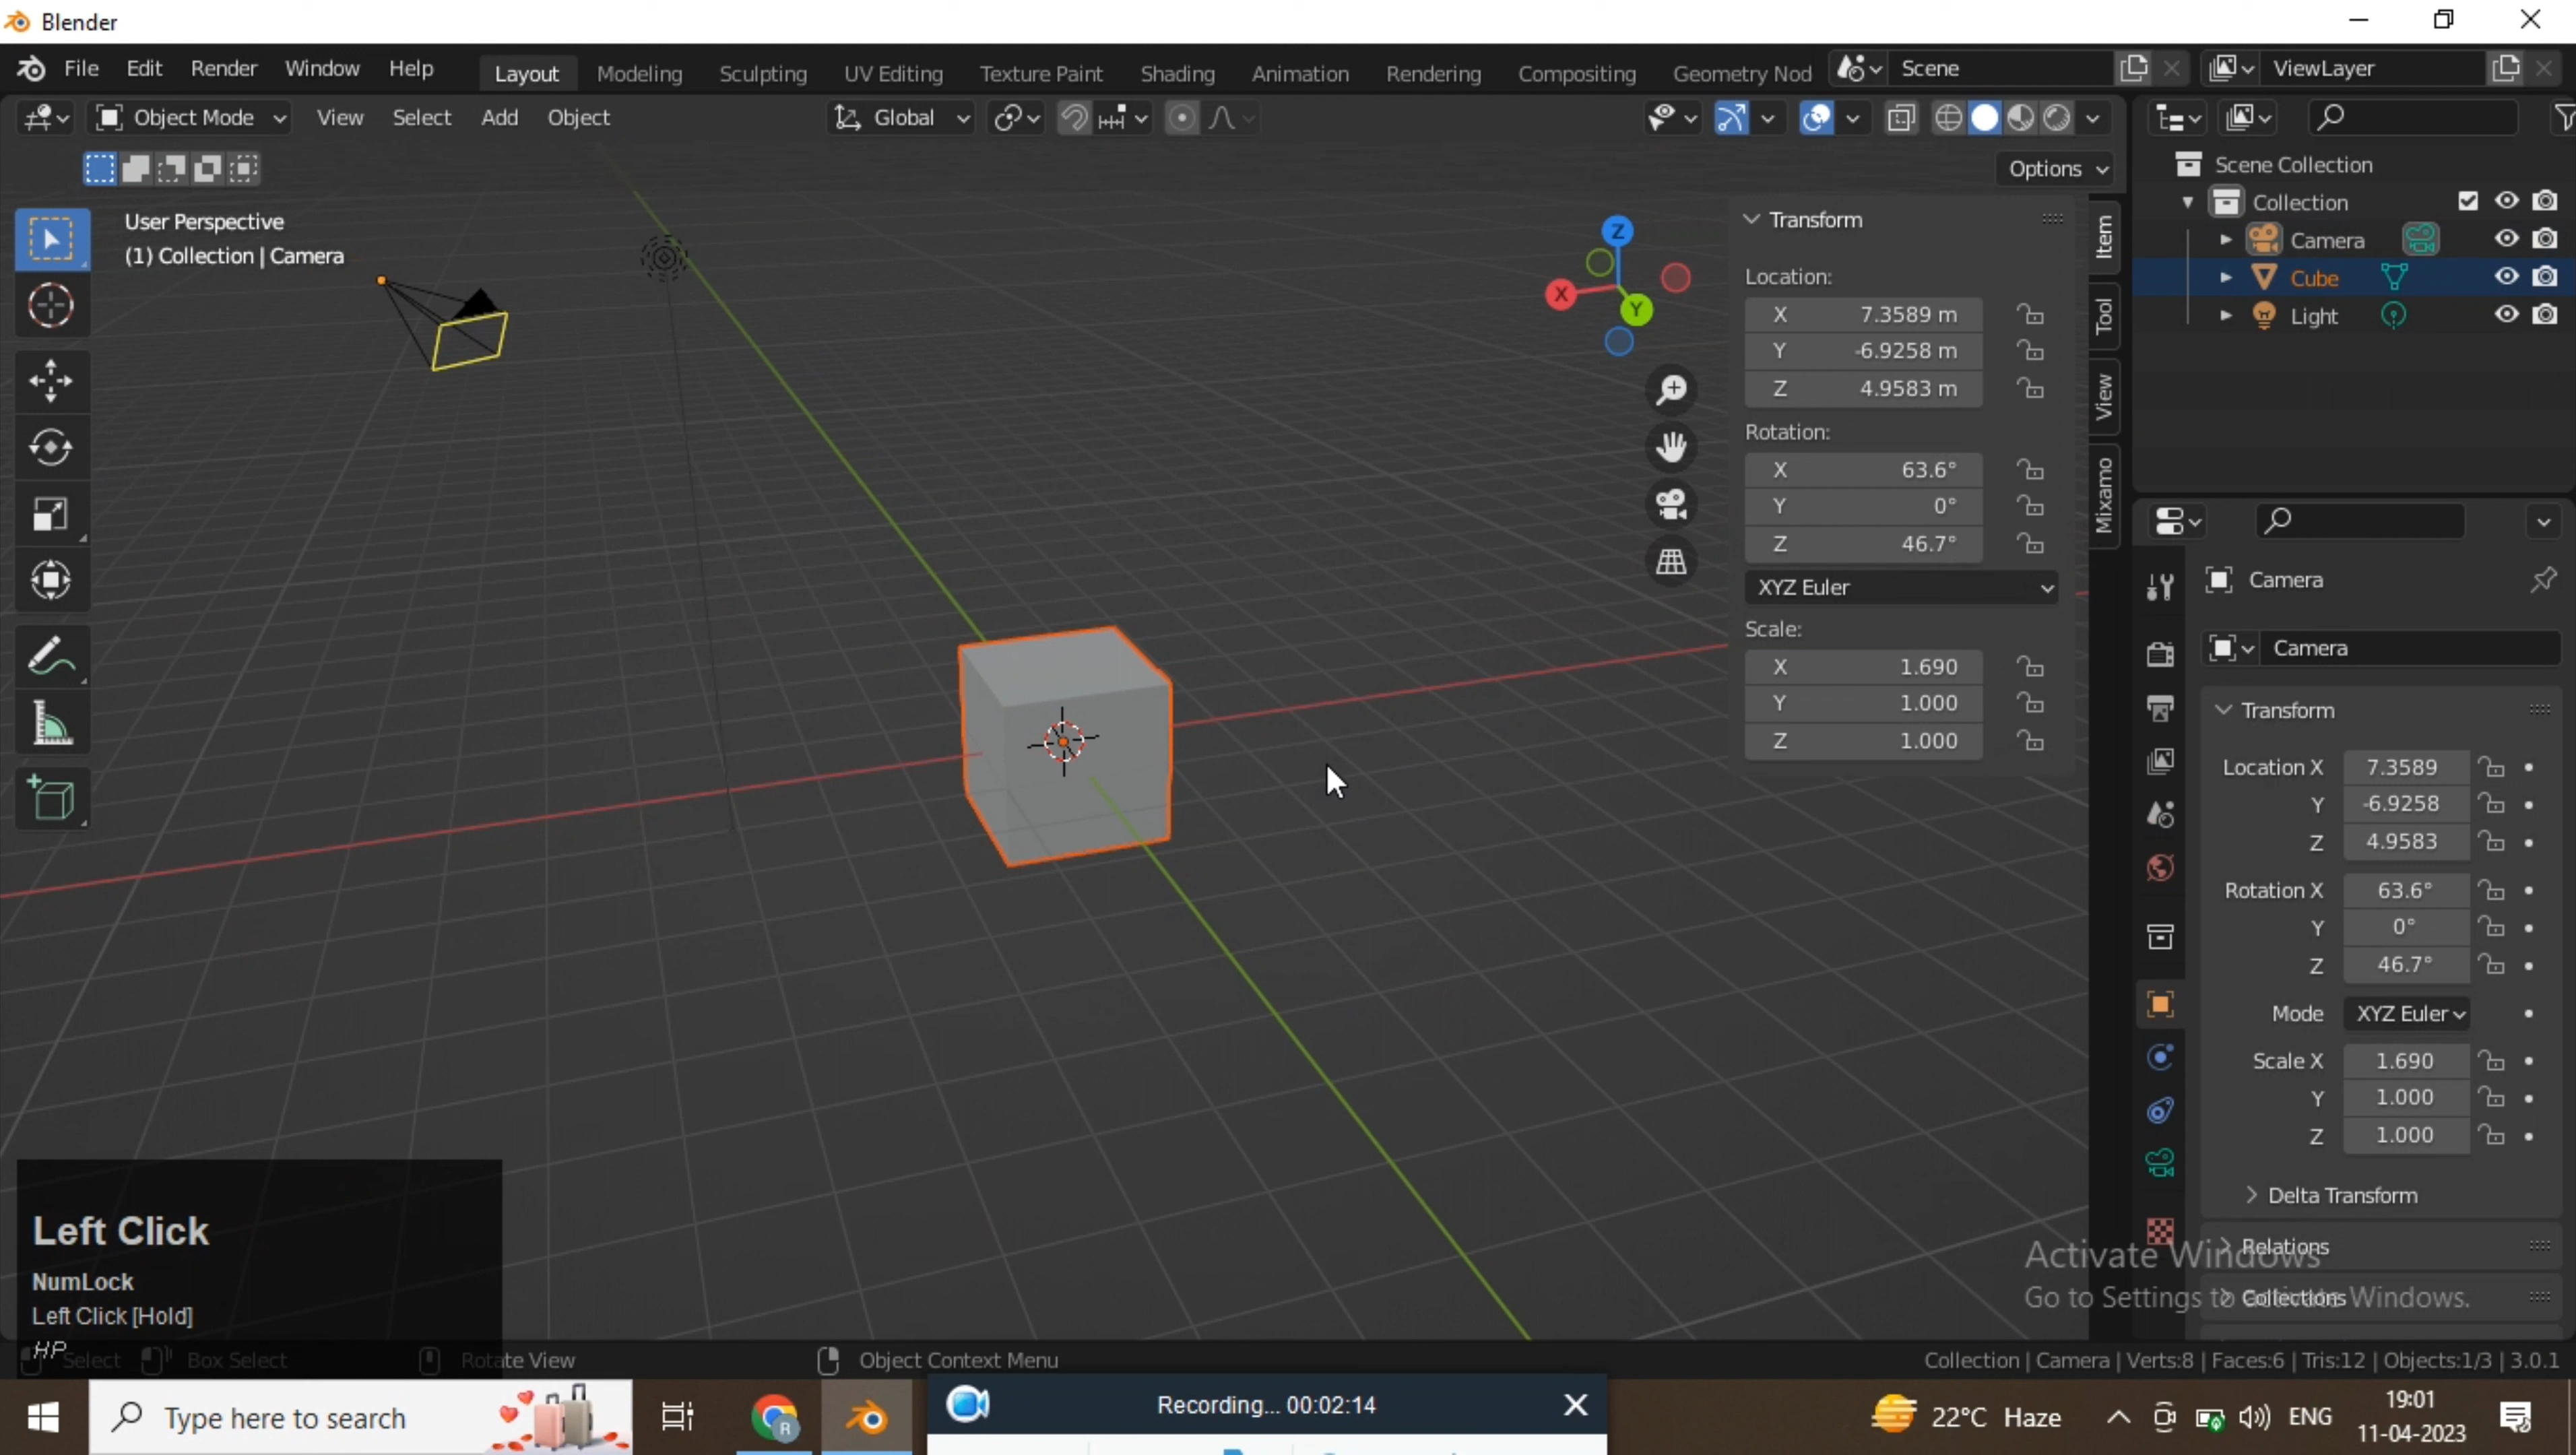 Blender
File Edit Render Window Help Layout Modeling Sculpting UV Editing Texture Paint Shading Animation Rendering Compositing Geometry Nod Scene ViewLayer
Object Mode View Select Add Object Global
Options
User Perspective
(1) Collection | Camera
Z
X
Y
Transform
Location:
X 7.3589 m
Y -6.9258 m
Z 4.9583 m
Rotation:
X 63.6°
Y 0°
Z 46.7°
XYZ Euler
Scale:
X 1.690
Y 1.000
Z 1.000
Item
Tool
View
Mixamo
Scene Collection
Collection
Camera
Cube
Light
Camera
Camera
Transform
Location X 7.3589
Y -6.9258
Z 4.9583
Rotation X 63.6°
Y 0°
Z 46.7°
Mode XYZ Euler
Scale X 1.690
Y 1.000
Z 1.000
Delta Transform
Relations
Collections
Activate Windows
Go to Settings to activate Windows.
Left Click
NumLock
Left Click [Hold]
HP
Select Box Select Rotate View Object Context Menu
Collection | Camera | Verts:8 | Faces:6 | Tris:12 | Objects:1/3 | 3.0.1
Type here to search
R
Recording... 00:02:14
22°C Haze
ENG
19:01
11-04-2023